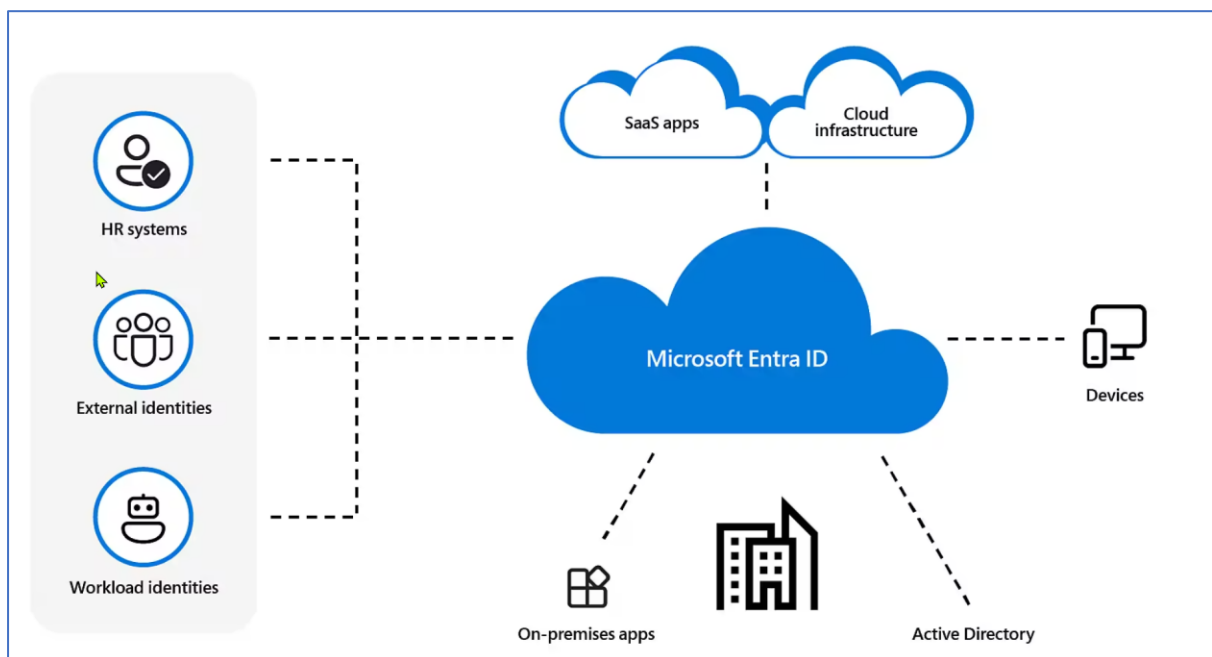 SaaS apps
Cloud
infrastructure
HR systems
Microsoft Entra ID
Devices
External identities
Workload identities
On-premises apps
Active Directory